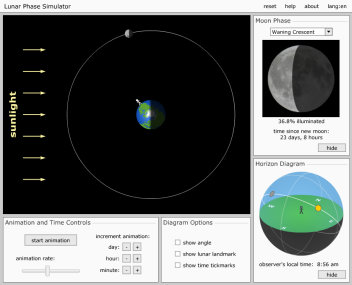 Lunar Phase Simulator
reset help about lang:en
sunlight
Moon Phase
Waning Crescent
36.8% illuminated
time since new moon:
23 days, 8 hours
hide
Horizon Diagram
observer's local time: 8:56 am
hide
Animation and Time Controls
start animation
animation rate:
increment animation:
day: - +
hour: - +
minute: - +
Diagram Options
show angle
show lunar landmark
show time tickmarks